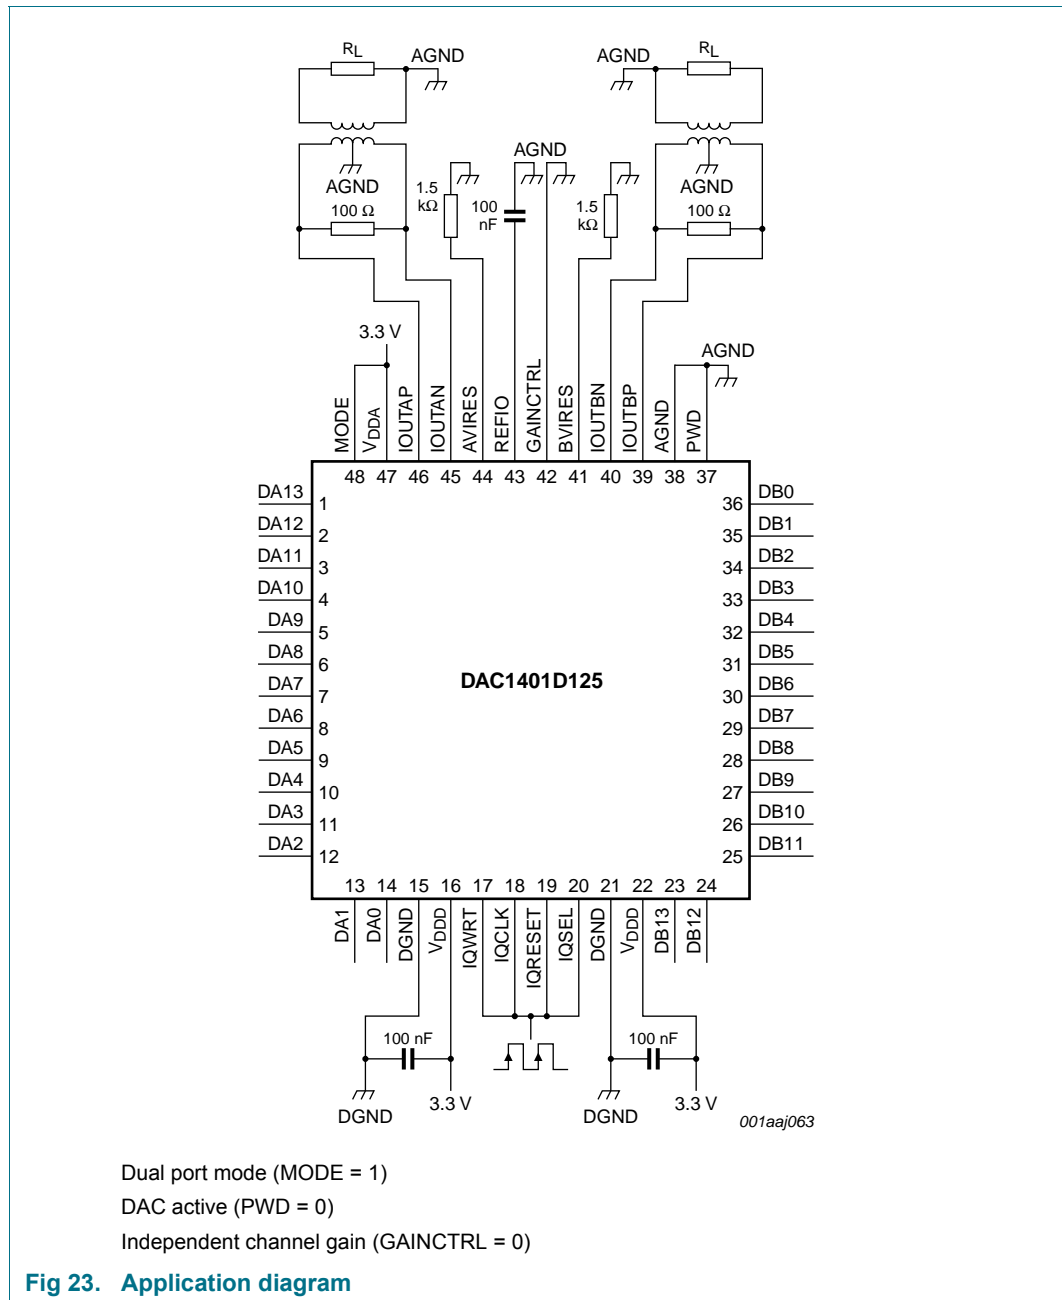 RL AGND AGND RL
AGND
AGND AGND
1.5 kΩ 100 nF 1.5 kΩ
100 Ω 100 Ω
3.3 V AGND
MODE VDDA IOUTAP IOUTAN AVIRES REFIO GAINCTRL BVIRES IOUTBN IOUTBP AGND PWD
48 47 46 45 44 43 42 41 40 39 38 37
DA13 1 36 DB0
DA12 2 35 DB1
DA11 3 34 DB2
DA10 4 33 DB3
DA9 5 32 DB4
DA8 6 31 DB5
DA7 7 30 DB6
DA6 8 29 DB7
DA5 9 28 DB8
DA4 10 27 DB9
DA3 11 26 DB10
DA2 12 25 DB11
DAC1401D125
13 14 15 16 17 18 19 20 21 22 23 24
DA1 DA0 DGND VDDD IQWRT IQCLK IQRESET IQSEL DGND VDDD DB13 DB12
100 nF 100 nF
DGND 3.3 V DGND 3.3 V
001aaj063
Dual port mode (MODE = 1)
DAC active (PWD = 0)
Independent channel gain (GAINCTRL = 0)
Fig 23. Application diagram